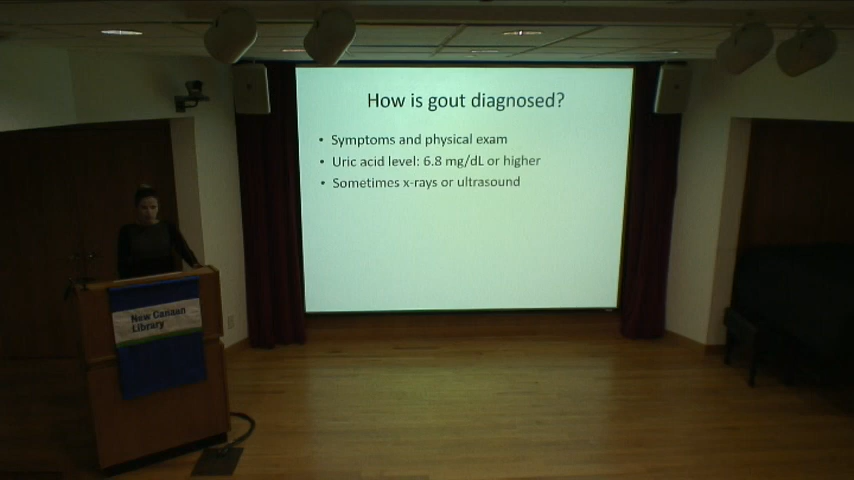 How is gout diagnosed?
• Symptoms and physical exam
• Uric acid level: 6.8 mg/dL or higher
• Sometimes x-rays or ultrasound
New Canaan
Library